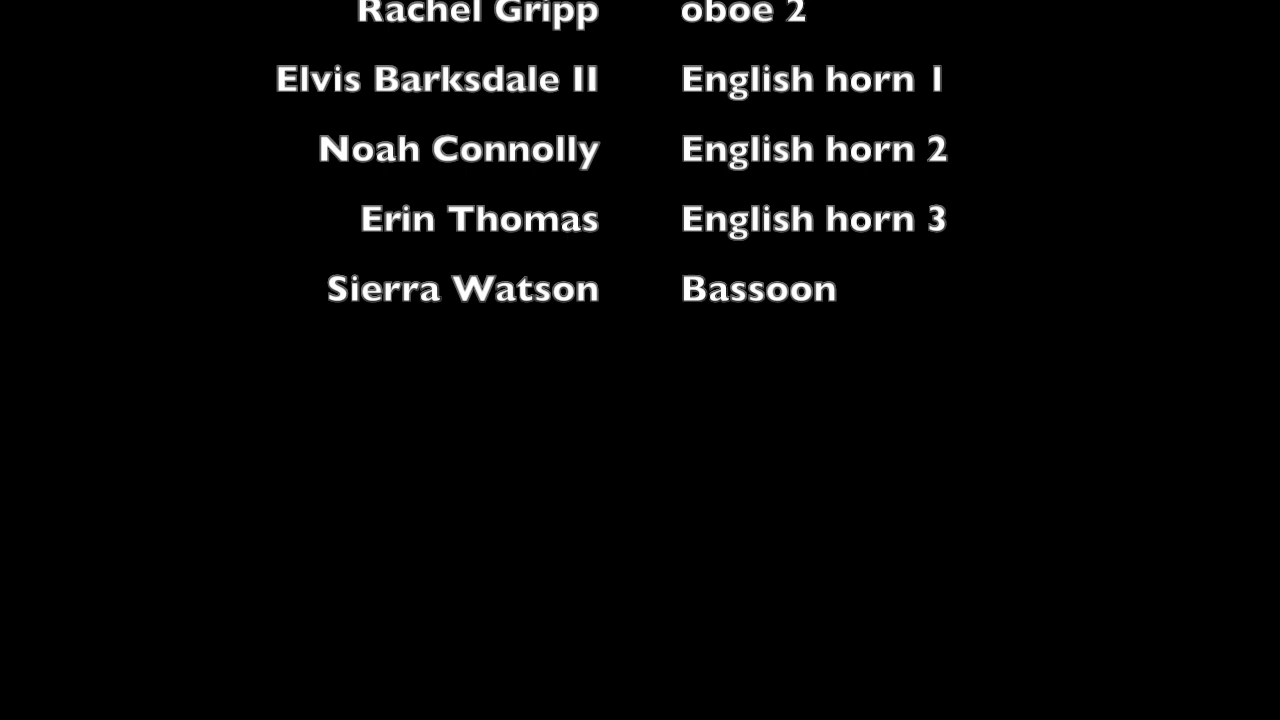 Rachel Gripp oboe 2
Elvis Barksdale II English horn 1
Noah Connolly English horn 2
Erin Thomas English horn 3
Sierra Watson Bassoon